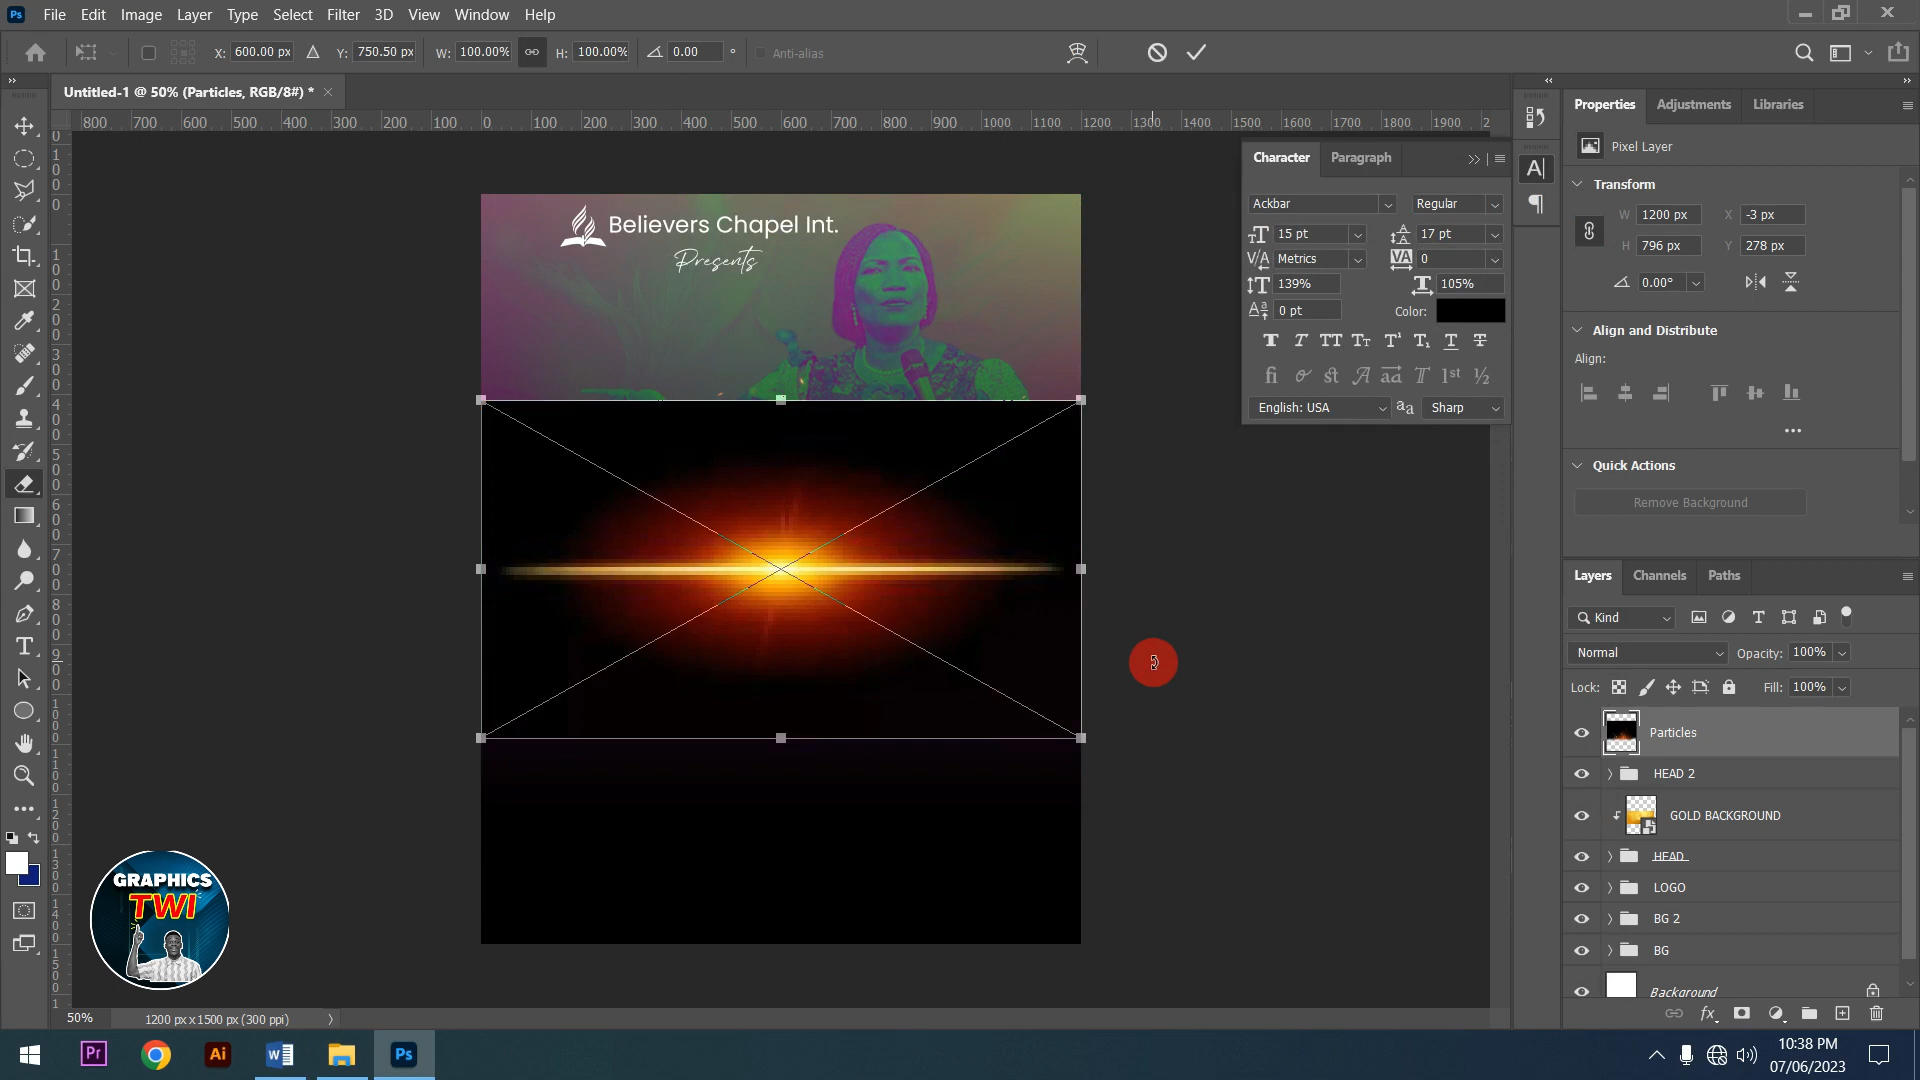 Ps File Edit Image Layer Type Select Filter 3D View Window Help
X: 600.00 px Y: 750.50 px W: 100.00% H: 100.00% 0.00 ° Anti-alias
Untitled-1 @ 50% (Particles, RGB/8#) * ×
800 700 600 500 400 300 200 100 0 100 200 300 400 500 600 700 800 900 1000 1100 1200 1300 1400 1500 1600 1700 1800 1900 2
Believers Chapel Int.
Presents
GRAPHICS
TWI
Character Paragraph
Ackbar Regular
15 pt 17 pt
Metrics 0
139% 105%
0 pt Color:
English: USA Sharp
Properties Adjustments Libraries
Pixel Layer
Transform
W 1200 px X -3 px
H 796 px Y 278 px
0.00°
Align and Distribute
Align:
Quick Actions
Remove Background
Layers Channels Paths
Kind
Normal Opacity: 100%
Lock: Fill: 100%
Particles
HEAD 2
GOLD BACKGROUND
HEAD
LOGO
BG 2
BG
Background
50% 1200 px x 1500 px (300 ppi)
Pr Ai Ps
10:38 PM
07/06/2023